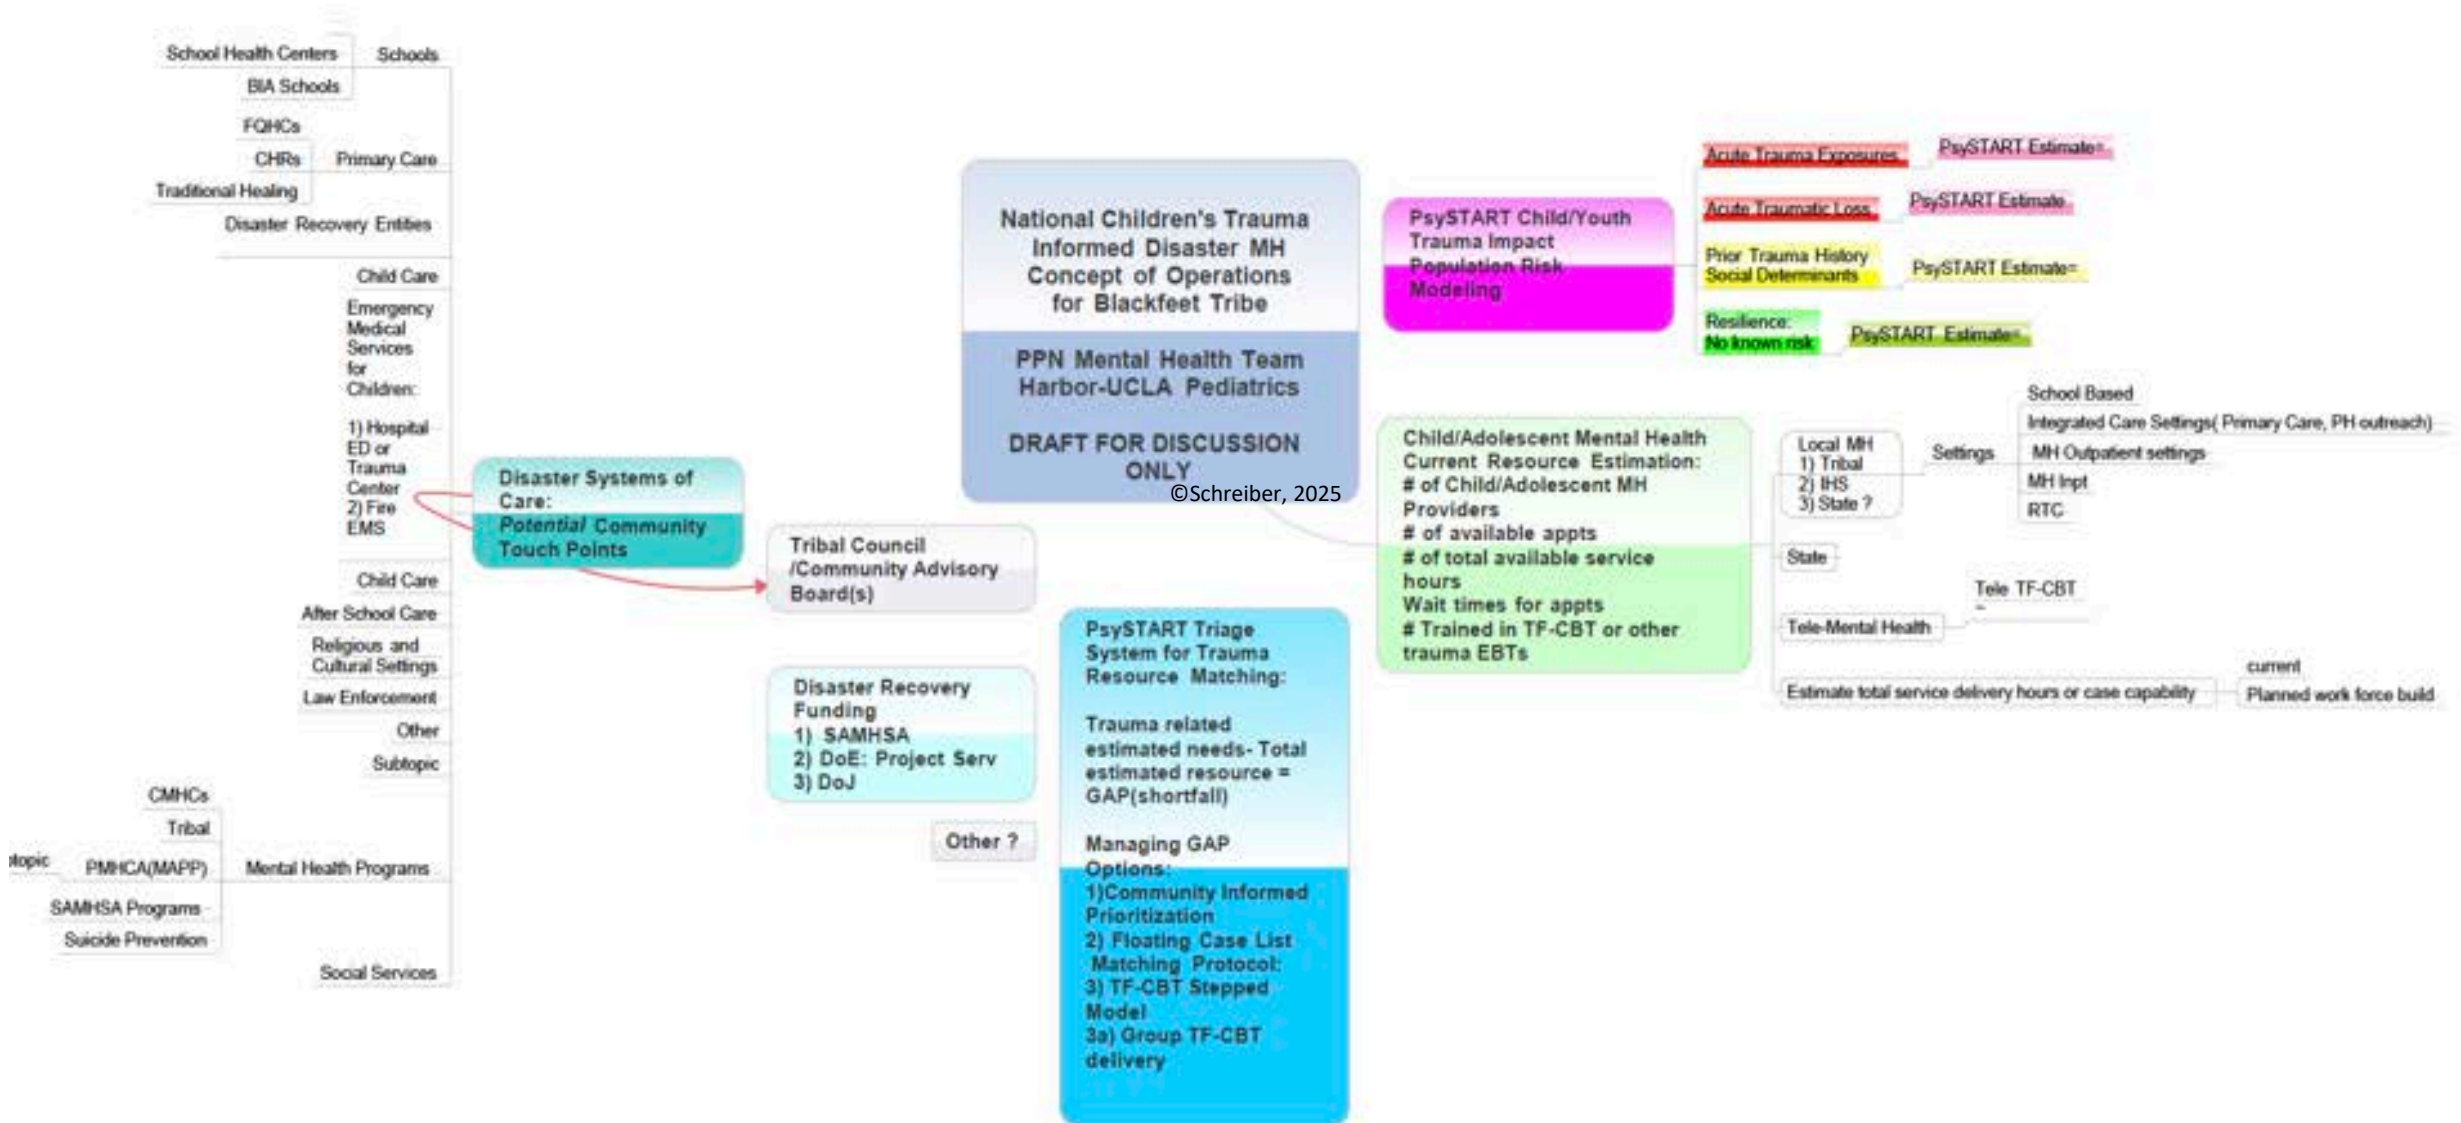 School Health Centers
Schools
BIA Schools
FQHCs
CHRs
Primary Care
Traditional Healing
Disaster Recovery Entities
Child Care
Emergency
Medical
Services
for
Children:
1) Hospital
ED or
Trauma
Center
2) Fire
EMS
Child Care
After School Care
Religious and
Cultural Settings
Law Enforcement
Other
Subtopic
CMHCs
Tribal
PMHCA(MAPP)
Mental Health Programs
SAMHSA Programs
Suicide Prevention
Social Services
Disaster Systems of
Care:
Potential Community
Touch Points
Tribal Council
/Community Advisory
Board(s)
Disaster Recovery
Funding
1) SAMHSA
2) DoE: Project Serv
3) DoJ
Other ?
National Children's Trauma
Informed Disaster MH
Concept of Operations
for Blackfeet Tribe
PPN Mental Health Team
Harbor-UCLA Pediatrics
DRAFT FOR DISCUSSION
ONLY
©Schreiber, 2025
PsySTART Triage
System for Trauma
Resource Matching:
Trauma related
estimated needs- Total
estimated resource =
GAP(shortfall)
Managing GAP
Options:
1)Community Informed
Prioritization
2) Floating Case List
Matching Protocol:
3) TF-CBT Stepped
Model
3a) Group TF-CBT
delivery
PsySTART Child/Youth
Trauma Impact
Population Risk
Modeling
Acute Trauma Exposures
PsySTART Estimate=
Acute Traumatic Loss
PsySTART Estimate
Prior Trauma History
Social Determinants
PsySTART Estimate=
Resilience:
No known risk
PsySTART Estimate=
Child/Adolescent Mental Health
Current Resource Estimation:
# of Child/Adolescent MH
Providers
# of available appts
# of total available service
hours
Wait times for appts
# Trained in TF-CBT or other
trauma EBTs
Local MH
1) Tribal
2) IHS
3) State ?
Settings
School Based
Integrated Care Settings( Primary Care, PH outreach)
MH Outpatient settings
MH Inpt
RTC
State
Tele-Mental Health
Tele TF-CBT
Estimate total service delivery hours or case capability
current
Planned work force build